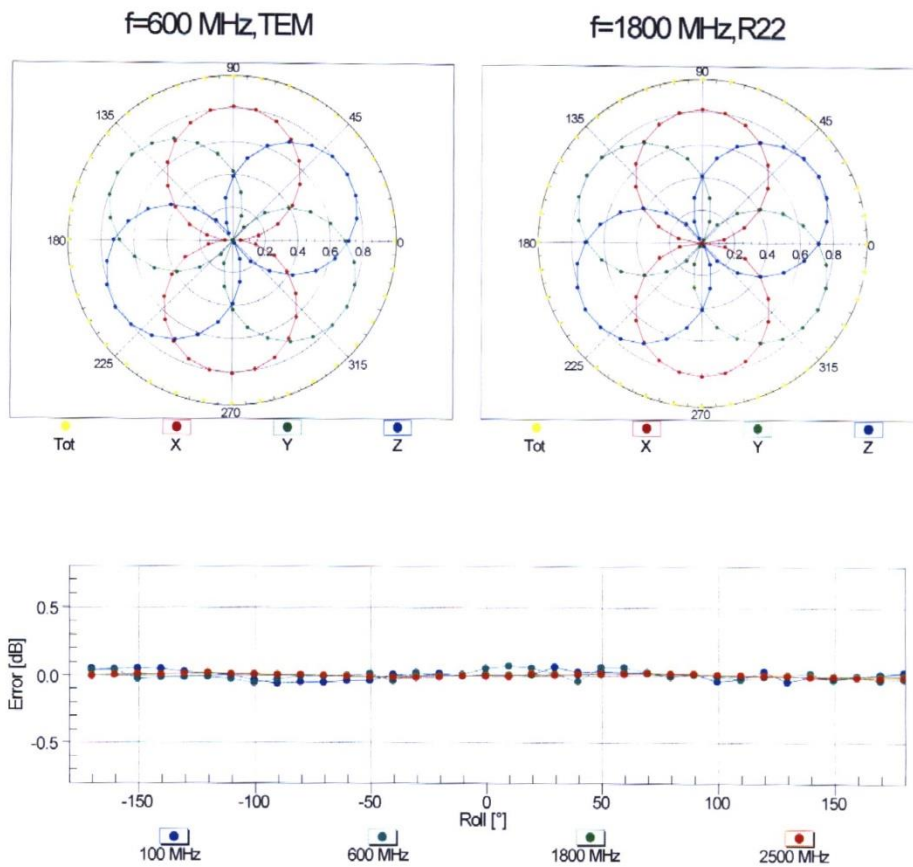 f=600 MHz,TEM
f=1800 MHz,R22
90
135
45
180
0.2 0.4 0.6 0.8 0
225
315
270
Tot X Y Z
90
135
45
180
0.2 0.4 0.6 0.8 0
225
315
270
Tot X Y Z
Error [dB]
0.5
0.0
-0.5
-150 -100 -50 0 50 100 150
Roll [°]
100 MHz 600 MHz 1800 MHz 2500 MHz